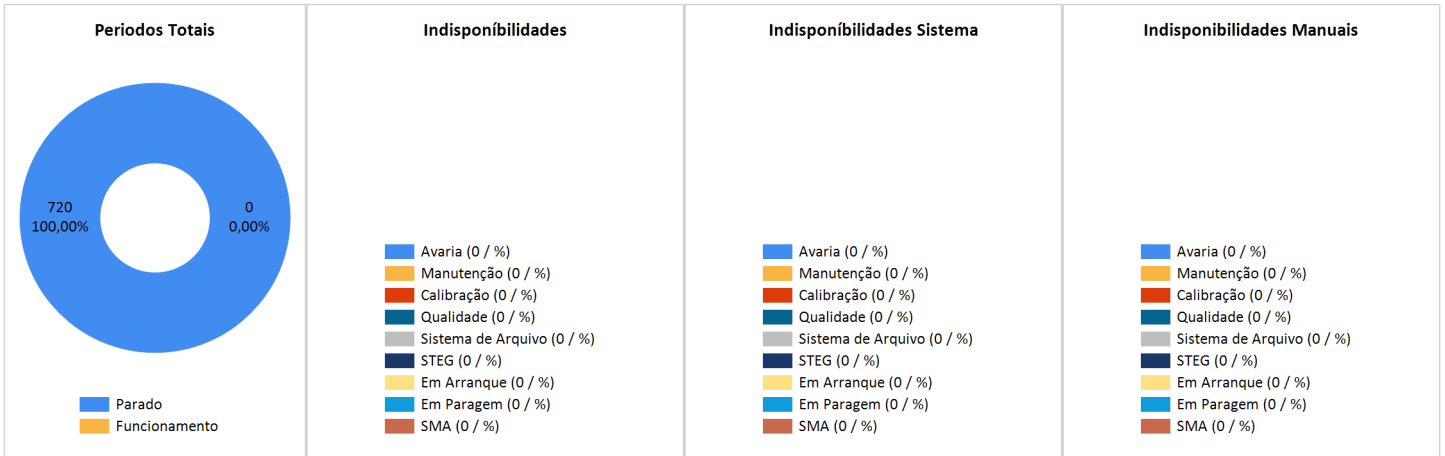 Periodos Totais
720
100,00%
0
0,00%
Parado
Funcionamento
Indisponíbilidades
Avaria (0 / %)
Manutenção (0 / %)
Calibração (0 / %)
Qualidade (0 / %)
Sistema de Arquivo (0 / %)
STEG (0 / %)
Em Arranque (0 / %)
Em Paragem (0 / %)
SMA (0 / %)
Indisponíbilidades Sistema
Avaria (0 / %)
Manutenção (0 / %)
Calibração (0 / %)
Qualidade (0 / %)
Sistema de Arquivo (0 / %)
STEG (0 / %)
Em Arranque (0 / %)
Em Paragem (0 / %)
SMA (0 / %)
Indisponibilidades Manuais
Avaria (0 / %)
Manutenção (0 / %)
Calibração (0 / %)
Qualidade (0 / %)
Sistema de Arquivo (0 / %)
STEG (0 / %)
Em Arranque (0 / %)
Em Paragem (0 / %)
SMA (0 / %)